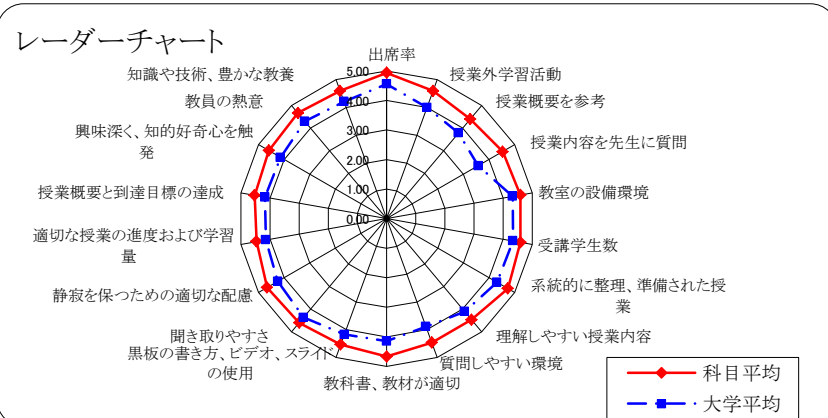 レーダーチャート
出席率
授業外学習活動
授業概要を参考
授業内容を先生に質問
教室の設備環境
受講学生数
系統的に整理、準備された授
業
理解しやすい授業内容
質問しやすい環境
教科書、教材が適切
黒板の書き方、ビデオ、スライド
の使用
聞き取りやすさ
静寂を保つための適切な配慮
適切な授業の進度および学習
量
授業概要と到達目標の達成
興味深く、知的好奇心を触
発
教員の熱意
知識や技術、豊かな教養
5.00
4.00
3.00
2.00
1.00
0.00
科目平均
大学平均